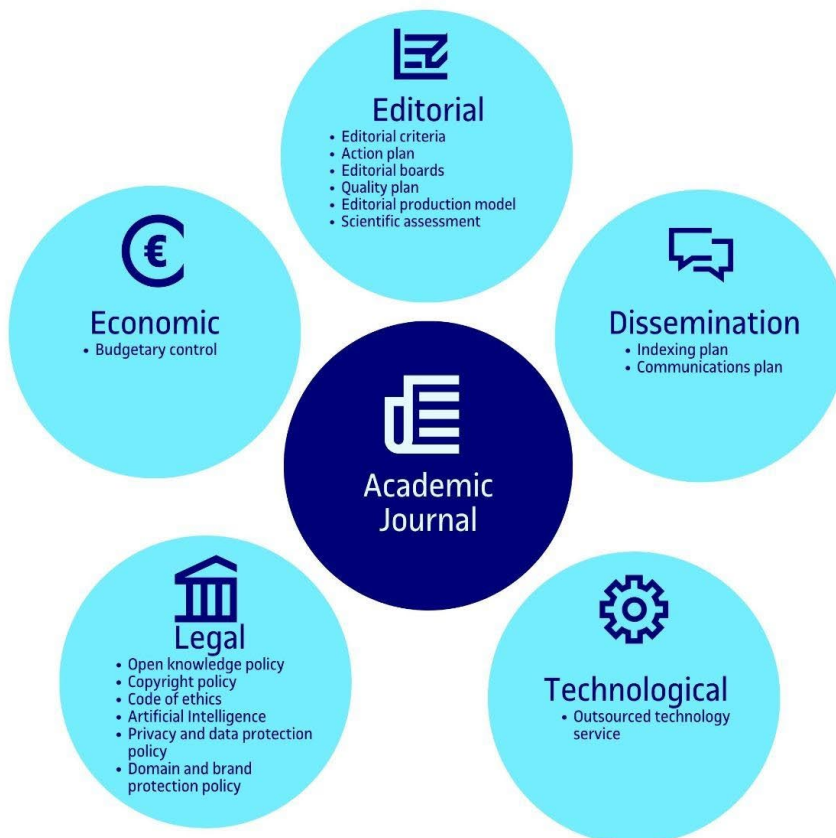 Editorial
• Editorial criteria
• Action plan
• Editorial boards
• Quality plan
• Editorial production model
• Scientific assessment
€
Economic
• Budgetary control
Dissemination
• Indexing plan
• Communications plan
Academic
Journal
Legal
• Open knowledge policy
• Copyright policy
• Code of ethics
• Artificial Intelligence
• Privacy and data protection
policy
• Domain and brand
protection policy
Technological
• Outsourced technology
service